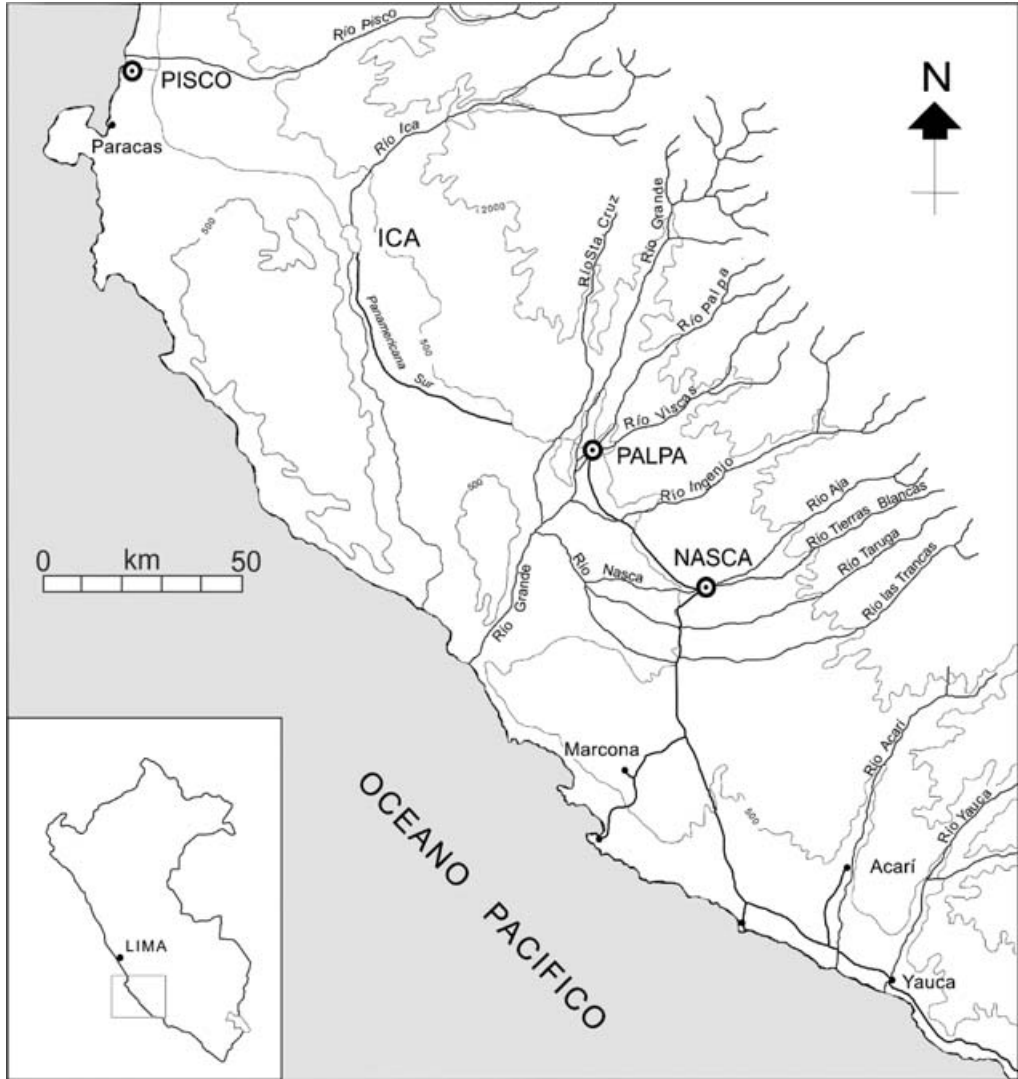 Río Pisco
PISCO
Paracas
Río Ica
N
2000
500
ICA
Río Sta Cruz
Río Grande
Río Palpa
Panamericana
Sur
500
Río Viscas
PALPA
Río Ingenio
500
Río Aja
Río Tierras Blancas
Río Taruga
Río las Trancas
NASCA
Río Nasca
0 km 50
Río Grande
Marcona
Río Acarí
Río Yauca
500
Acarí
Yauca
OCEANO PACIFICO
LIMA